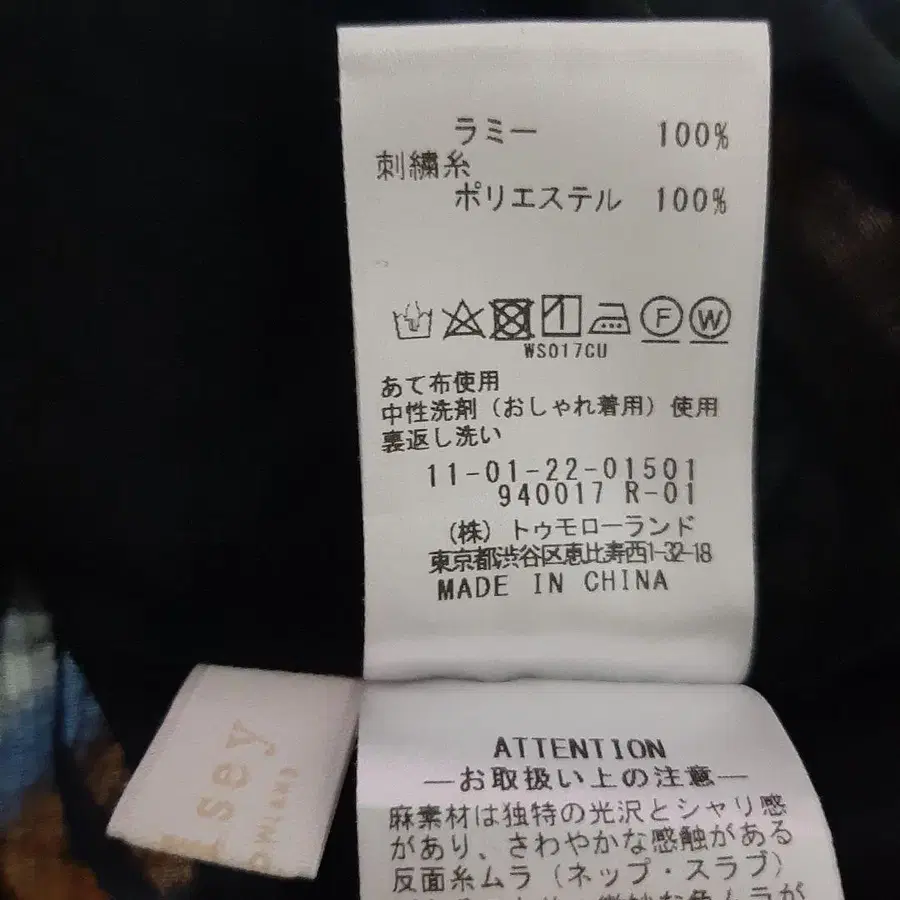 ラミー 100%
刺繍糸
ポリエステル 100%
F W
WS017CU
あて布使用
中性洗剤(おしゃれ着用)使用
裏返し洗い
11-01-22-01501
940017 R-01
(株)トゥモローランド
東京都渋谷区恵比寿西1-32-18
MADE IN CHINA
sey
ATTENTION
―お取扱い上の注意―
麻素材は独特の光沢とシャリ感
があり、さわやかな感触がある
反面糸ムラ(ネップ・スラブ)